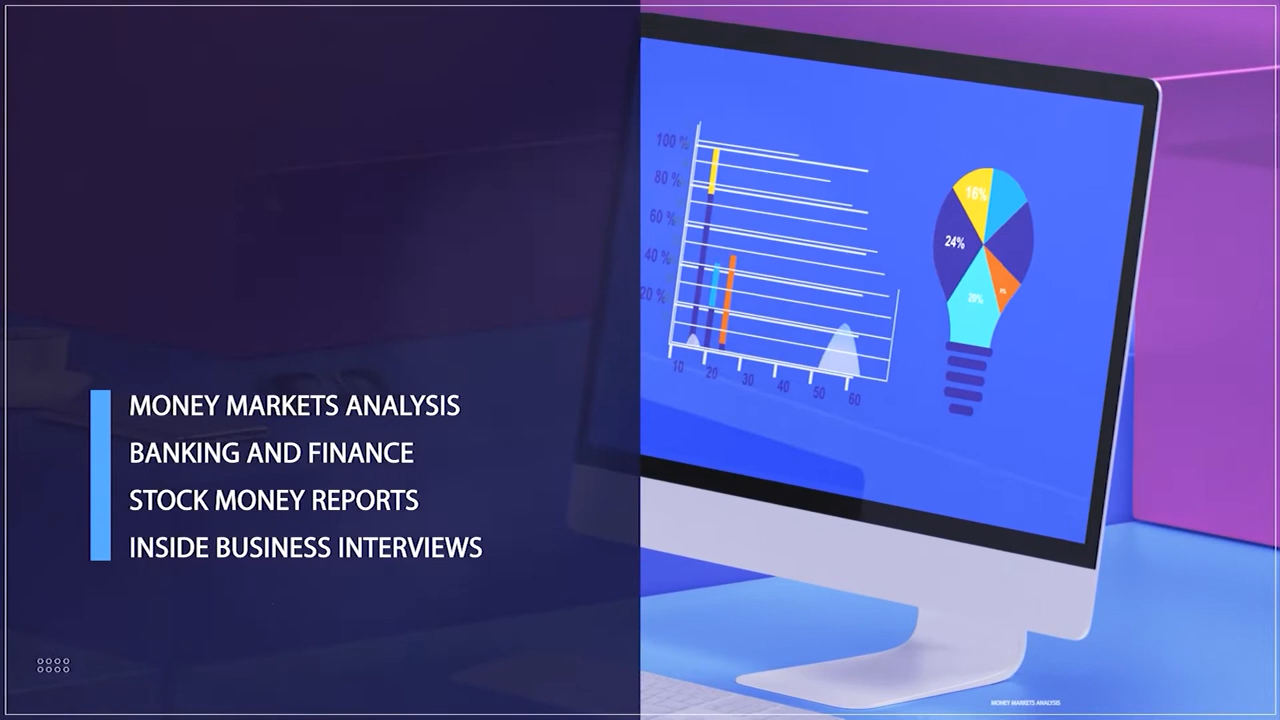 MONEY MARKETS ANALYSIS
BANKING AND FINANCE
STOCK MONEY REPORTS
INSIDE BUSINESS INTERVIEWS
100 %
80 %
60 %
40 %
20 %
10 20 30 40 50 60
16%
24%
20%
MONEY MARKETS ANALYSIS